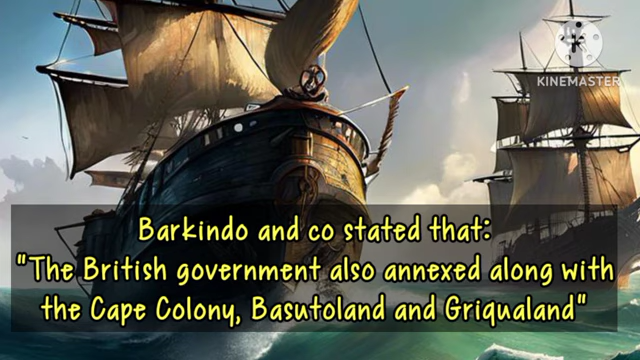 KINEMASTER
Barkindo and co stated that:
"The British government also annexed along with
the Cape Colony, Basutoland and Griqualand"